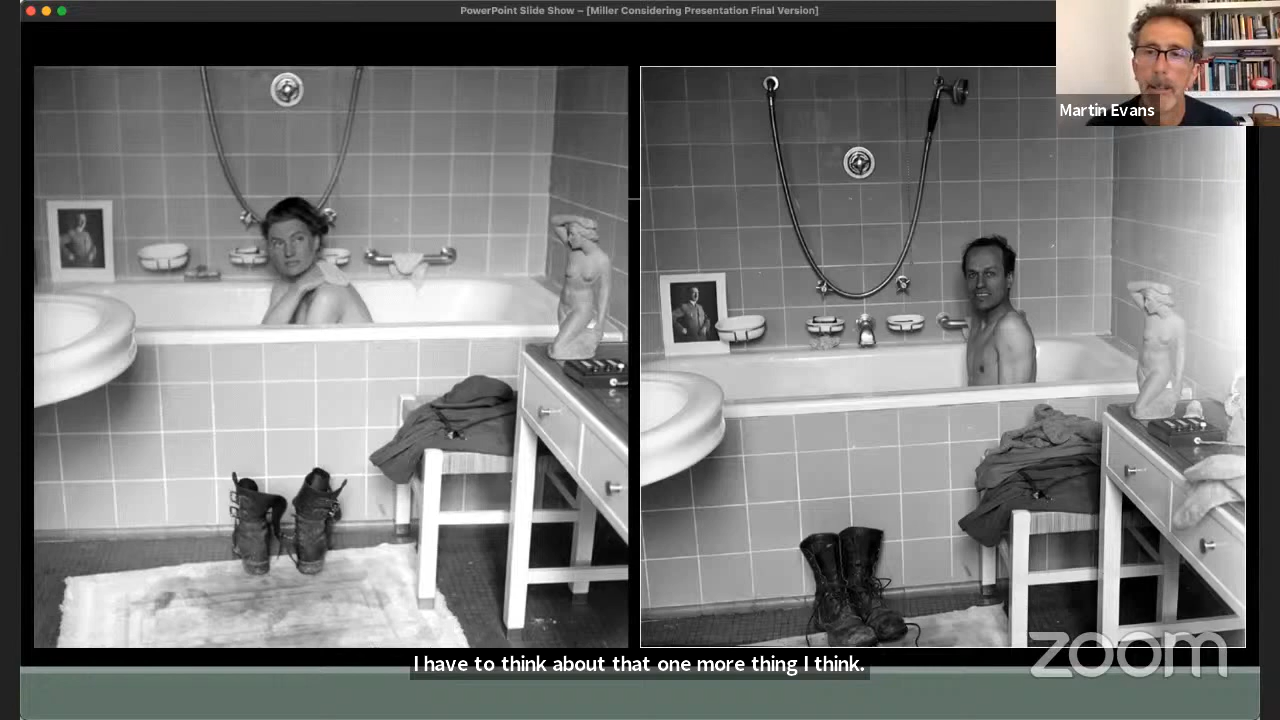 PowerPoint Slide Show – [Miller Considering Presentation Final Version]
Martin Evans
I have to think about that one more thing I think.
zoom